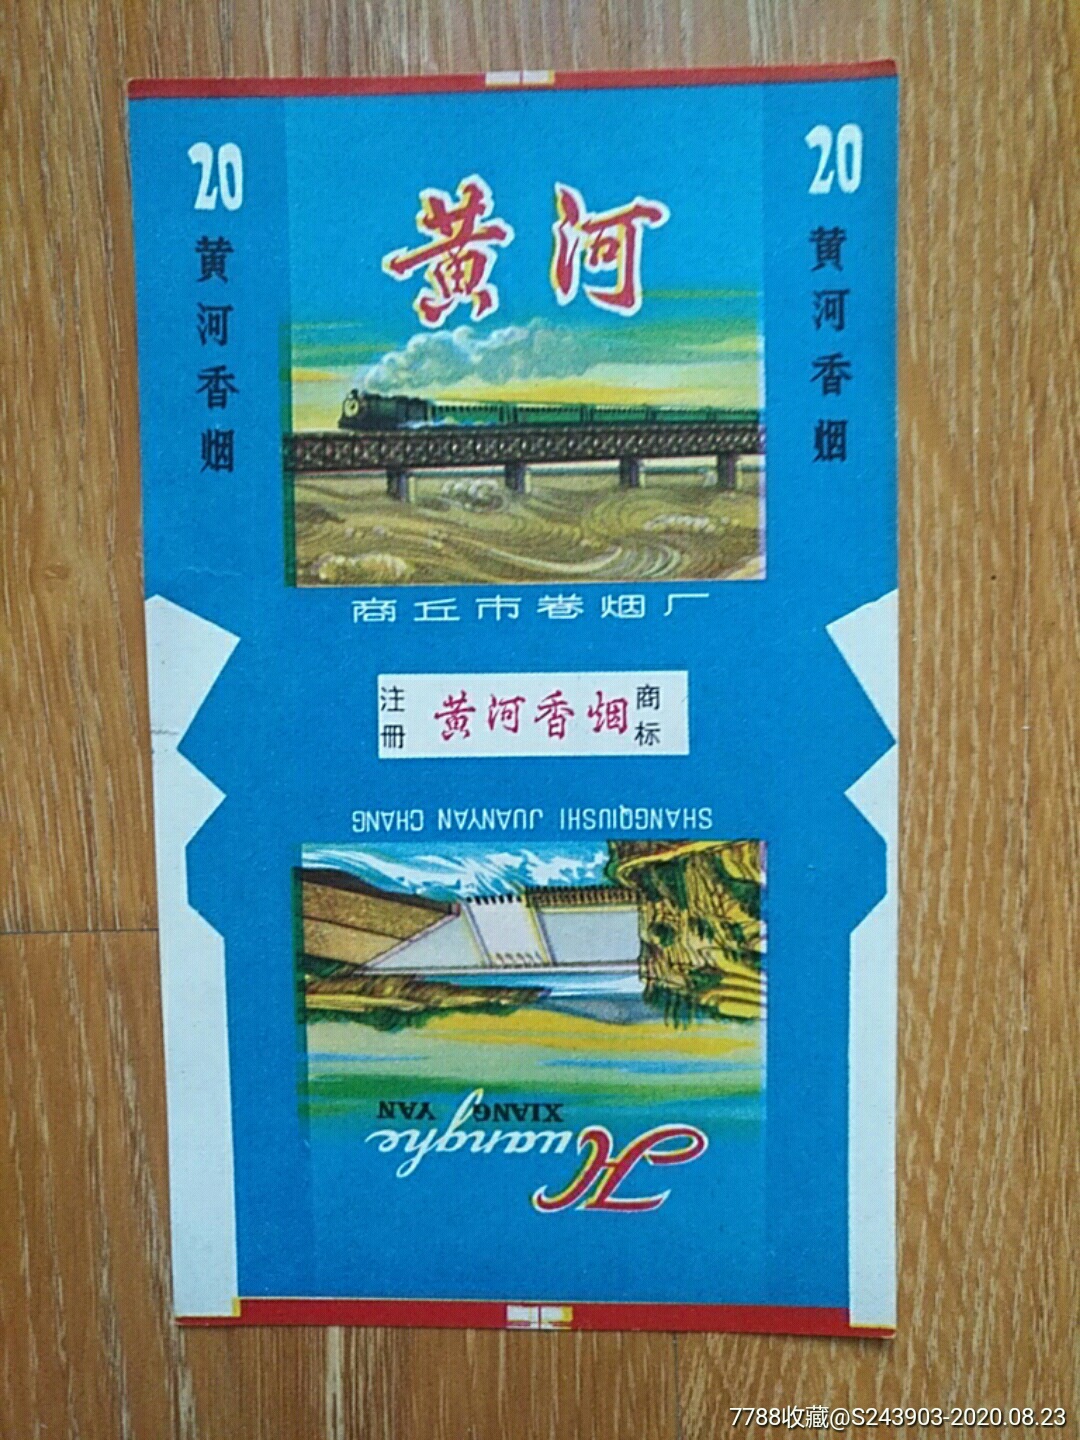 20
黄河香烟
黄河
20
黄河香烟
商丘市卷烟厂
注册
黄河香烟
商标
SHANGQIUSHI JUANYAN CHANG
Huanghe
XIANG YAN
7788收藏@S243903-2020.08.23